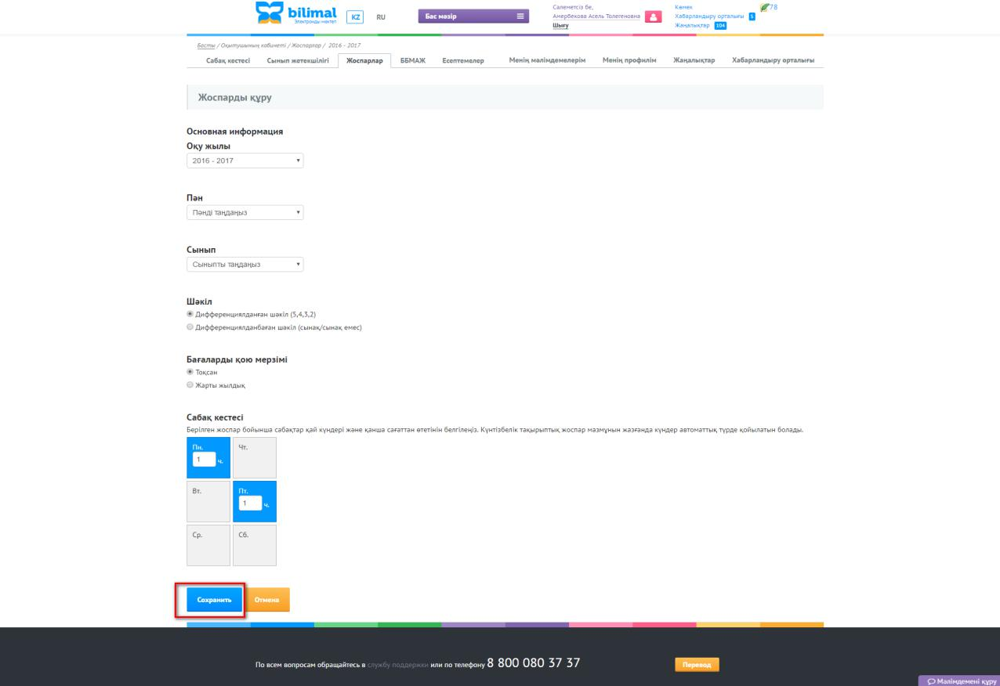 bilimal
Электронды мектеп
KZ RU
Бас мәзір
Сәлеметсіз бе,
Амербекова Асель Толегеновна
Шығу
Көмек
Хабарландыру орталығы 5
Жаңалықтар 104
78
Басты / Оқытушының кабинеті / Жоспарлар / 2016 - 2017
Сабақ кестесі Сынып жетекшілігі Жоспарлар ББМАЖ Есептемелер Менің мәлімдемелерім Менің профилім Жаңалықтар Хабарландыру орталығы
Жоспарды құру
Основная информация
Оқу жылы
2016 - 2017
Пән
Пәнді таңдаңыз
Сынып
Сыныпты таңдаңыз
Шәкіл
Дифференциялданған шәкіл (5,4,3,2)
Дифференциялданбаған шәкіл (сынақ/сынақ емес)
Бағаларды қою мерзімі
Тоқсан
Жарты жылдық
Сабақ кестесі
Берілген жоспар бойынша сабақтар қай күндері және қанша сағаттан өтетінін белгілеңіз. Күнтізбелік тақырыптық жоспар мазмұнын жазғанда күндер автоматтық түрде қойылатын болады.
Пн. Чт.
1 ч.
Вт. Пт.
1 ч.
Ср. Сб.
Сохранить Отмена
По всем вопросам обращайтесь в службу поддержки или по телефону 8 800 080 37 37
Перевод
Мәлімдемені құру